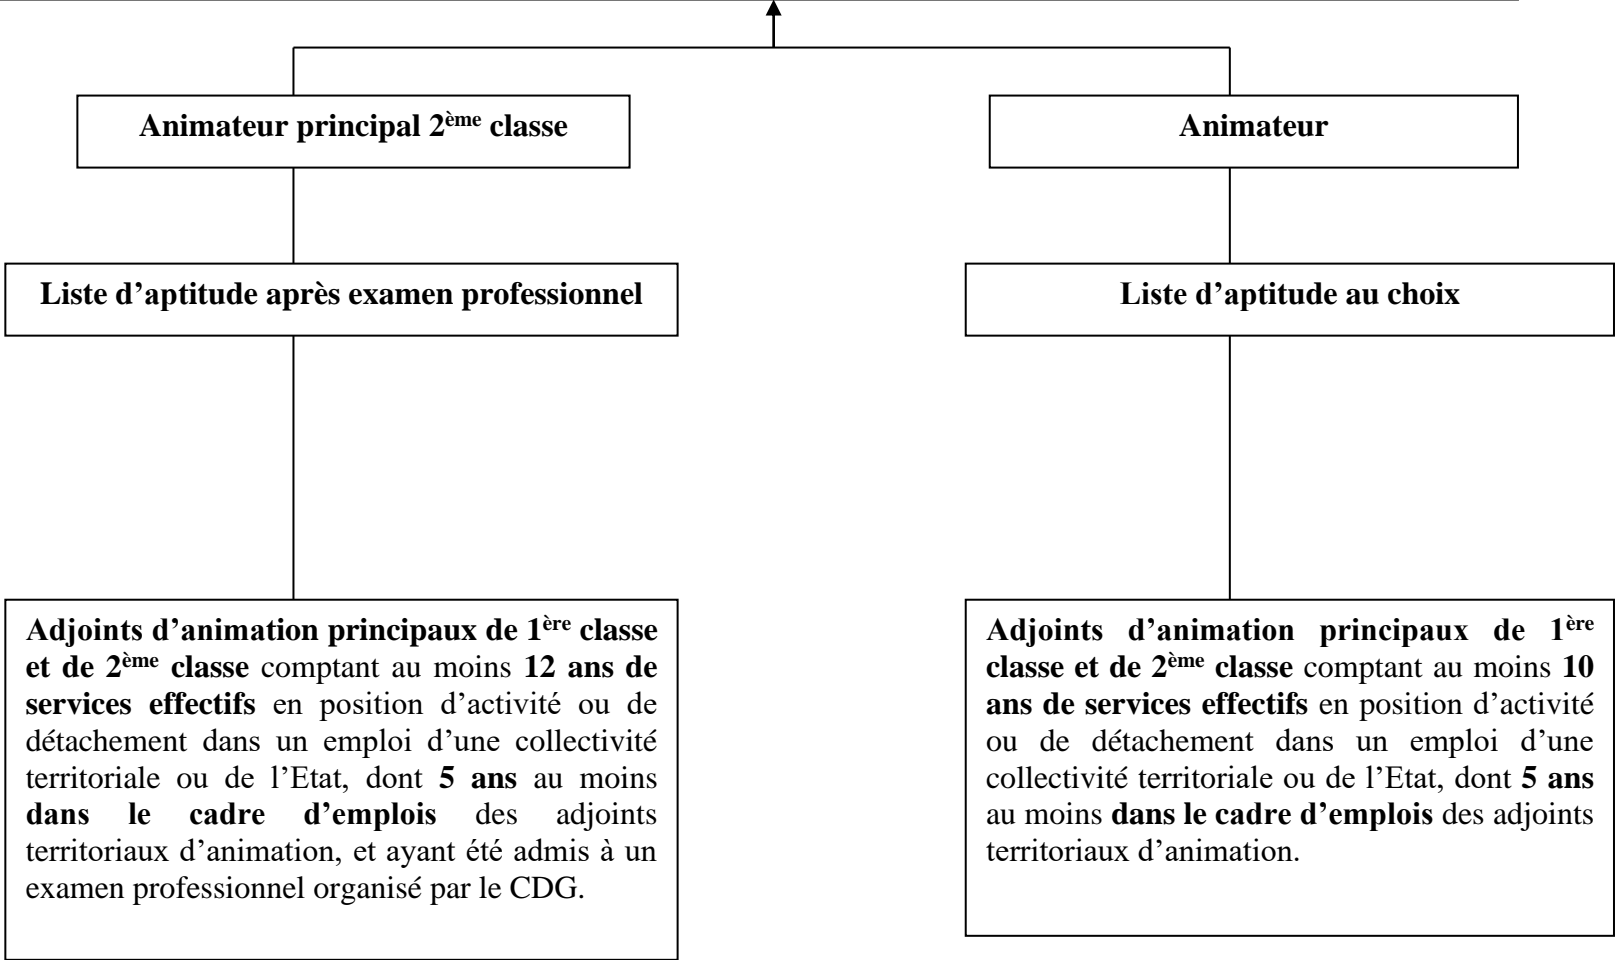 Animateur principal 2ème classe
Animateur
Liste d’aptitude après examen professionnel
Liste d’aptitude au choix
Adjoints d’animation principaux de 1ère classe
et de 2ème classe comptant au moins 12 ans de
services effectifs en position d’activité ou de
détachement dans un emploi d’une collectivité
territoriale ou de l’Etat, dont 5 ans au moins
dans le cadre d’emplois des adjoints
territoriaux d’animation, et ayant été admis à un
examen professionnel organisé par le CDG.
Adjoints d’animation principaux de 1ère
classe et de 2ème classe comptant au moins 10
ans de services effectifs en position d’activité
ou de détachement dans un emploi d’une
collectivité territoriale ou de l’Etat, dont 5 ans
au moins dans le cadre d’emplois des adjoints
territoriaux d’animation.